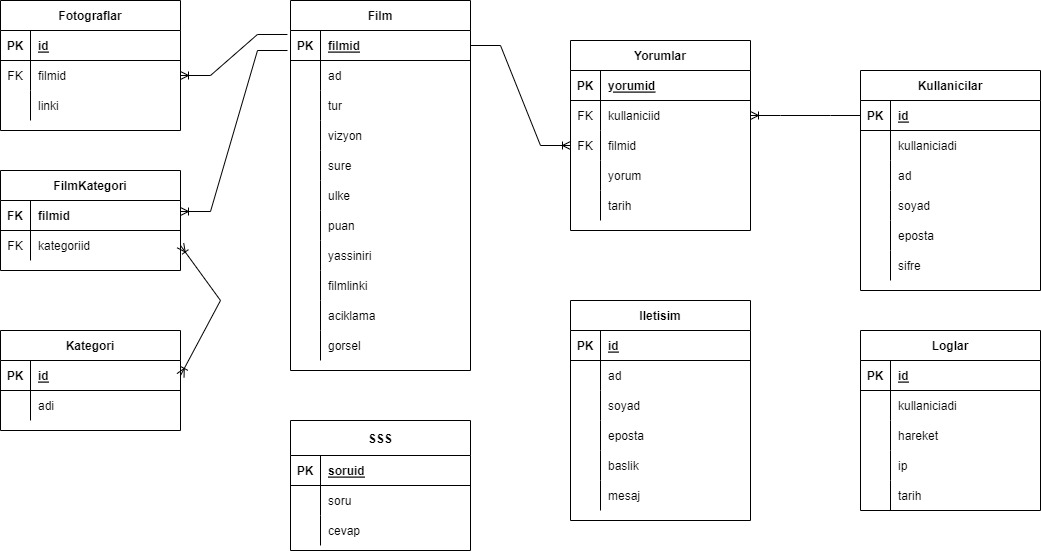 Fotograflar
PK id
FK filmid
linki
FilmKategori
FK filmid
FK kategoriid
Kategori
PK id
adi
Film
PK filmid
ad
tur
vizyon
sure
ulke
puan
yassiniri
filmlinki
aciklama
gorsel
SSS
PK soruid
soru
cevap
Yorumlar
PK yorumid
FK kullaniciid
FK filmid
yorum
tarih
Iletisim
PK id
ad
soyad
eposta
baslik
mesaj
Kullanicilar
PK id
kullaniciadi
ad
soyad
eposta
sifre
Loglar
PK id
kullaniciadi
hareket
ip
tarih